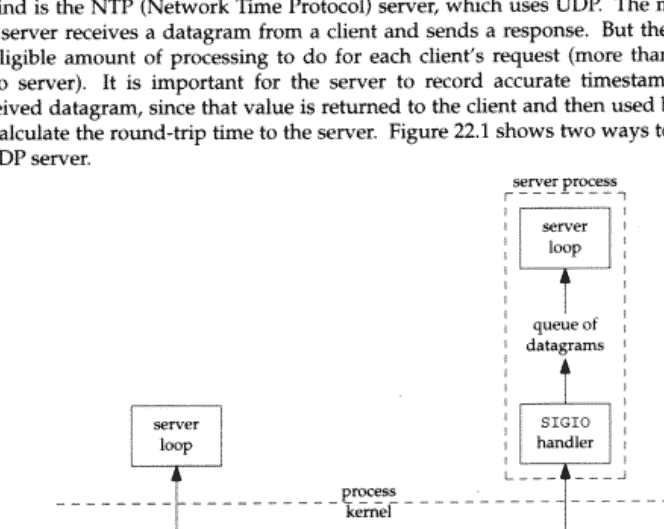 ind is the NTP (Network Time Protocol) server, which uses UDP. The
server receives a datagram from a client and sends a response. But the
ligible amount of processing to do for each client's request (more than
o server). It is important for the server to record accurate timestam
eived datagram, since that value is returned to the client and then used
alculate the round-trip time to the server. Figure 22.1 shows two ways to
DP server.
server process
server
loop
queue of
datagrams
server
loop
SIGIO
handler
process
kernel